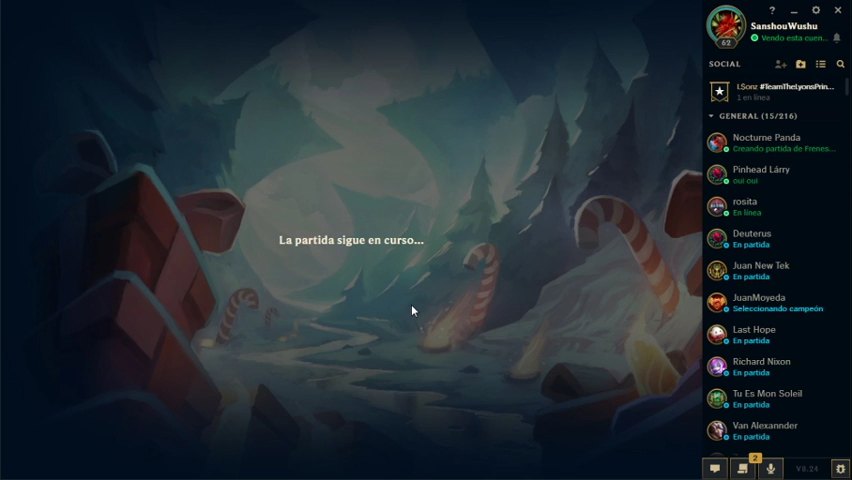 ?
SanshouWushu
62
Vendo esta cuen...
SOCIAL
I.Sonz #TeamTheLyonsPrin...
1 en línea
GENERAL (15/216)
Nocturne Panda
Creando partida de Frenes...
Pinhead Lárry
oui oui
rosita
En línea
Deuterus
En partida
Juan New Tek
En partida
JuanMoyeda
Seleccionando campeón
Last Hope
En partida
Richard Nixon
En partida
Tu Es Mon Soleil
En partida
Van Alexannder
En partida
La partida sigue en curso...
2
V8.24